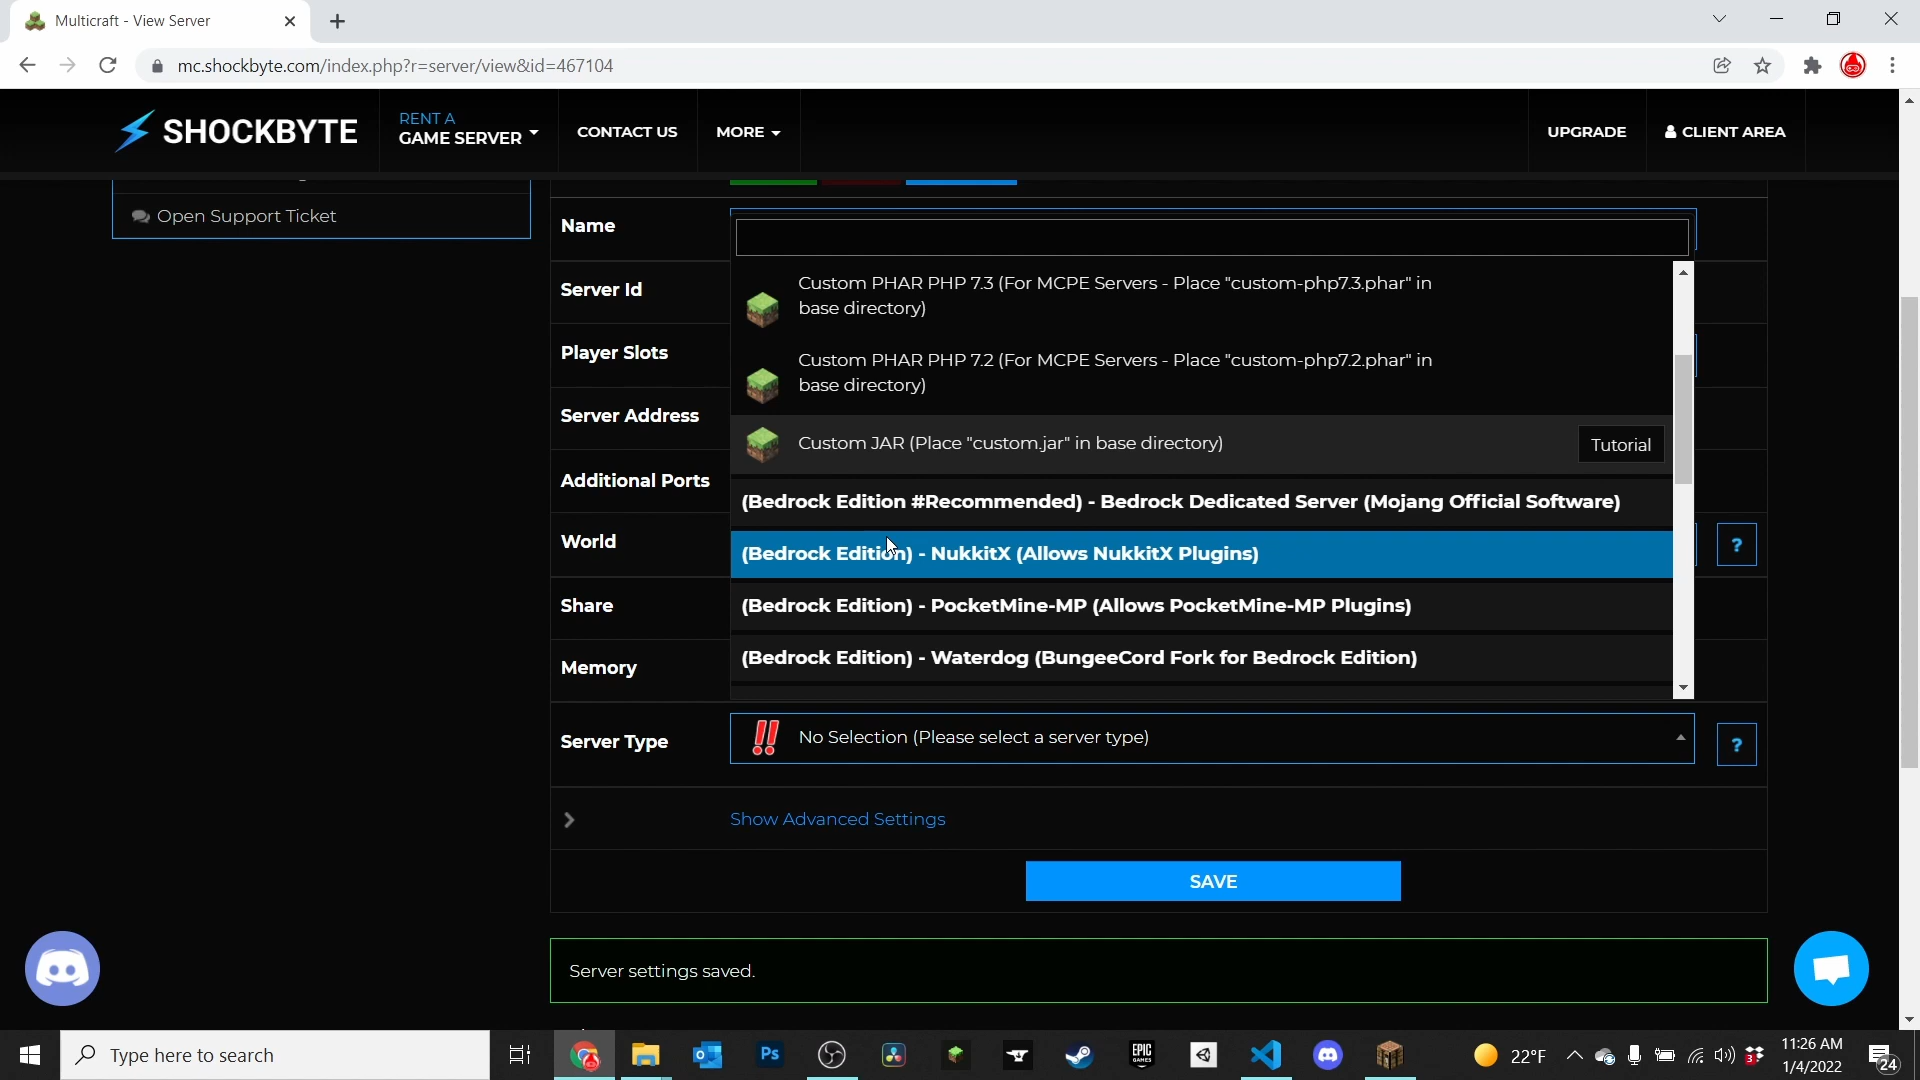 Multicraft - View Server
mc.shockbyte.com/index.php?r=server/view&id=467104
SHOCKBYTE
RENT A
GAME SERVER
CONTACT US
MORE
UPGRADE
CLIENT AREA
Open Support Ticket
Name
Server Id
Player Slots
Server Address
Additional Ports
World
Share
Memory
Custom PHAR PHP 7.3 (For MCPE Servers - Place "custom-php7.3.phar" in
base directory)
Custom PHAR PHP 7.2 (For MCPE Servers - Place "custom-php7.2.phar" in
base directory)
Custom JAR (Place "custom.jar" in base directory)
Tutorial
(Bedrock Edition #Recommended) - Bedrock Dedicated Server (Mojang Official Software)
(Bedrock Edition) - NukkitX (Allows NukkitX Plugins)
?
(Bedrock Edition) - PocketMine-MP (Allows PocketMine-MP Plugins)
(Bedrock Edition) - Waterdog (BungeeCord Fork for Bedrock Edition)
Server Type
No Selection (Please select a server type)
?
Show Advanced Settings
SAVE
Server settings saved.
Type here to search
Ps
EPIC
GAMES
22°F
11:26 AM
1/4/2022
24